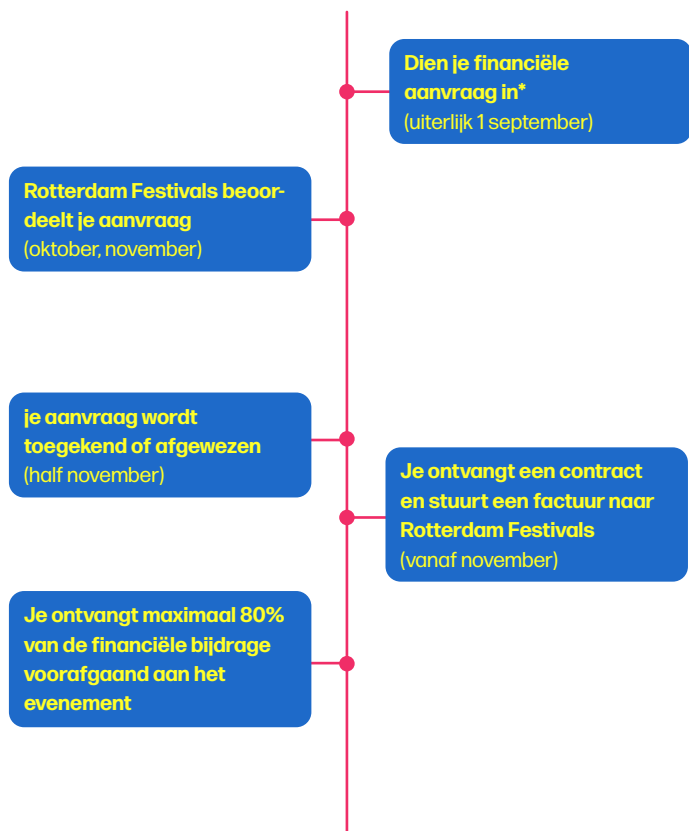 Dien je financiële
aanvraag in*
(uiterlijk 1 september)
Rotterdam Festivals beoor-
deelt je aanvraag
(oktober, november)
je aanvraag wordt
toegekend of afgewezen
(half november)
Je ontvangt een contract
en stuurt een factuur naar
Rotterdam Festivals
(vanaf november)
Je ontvangt maximaal 80%
van de financiële bijdrage
voorafgaand aan het
evenement